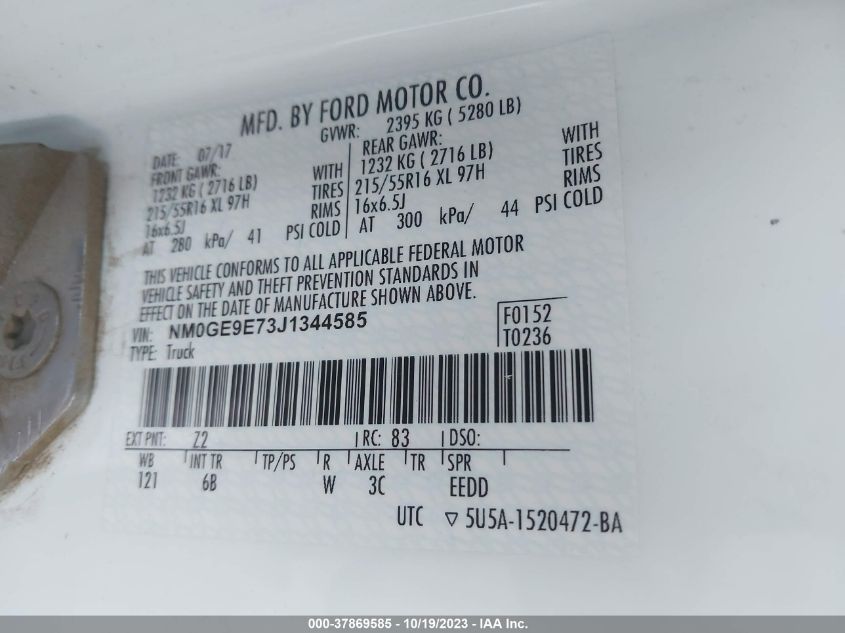 MFD. BY FORD MOTOR CO.
DATE: 07/17 GVWR: 2395 KG ( 5280 LB)
FRONT GAWR: REAR GAWR:
1232 KG ( 2716 LB) WITH 1232 KG ( 2716 LB) WITH
215/55R16 XL 97H TIRES 215/55R16 XL 97H TIRES
16x6.5J RIMS 16x6.5J RIMS
AT 280 kPa/ 41 PSI COLD AT 300 kPa/ 44 PSI COLD
THIS VEHICLE CONFORMS TO ALL APPLICABLE FEDERAL MOTOR
VEHICLE SAFETY AND THEFT PREVENTION STANDARDS IN
EFFECT ON THE DATE OF MANUFACTURE SHOWN ABOVE.
VIN: NM0GE9E73J1344585 F0152
TYPE: Truck T0236
EXT PNT: Z2 RC: 83 DSO:
WB INT TR TP/PS R AXLE TR SPR
121 6B W 3C EEDD
UTC ▽ 5U5A-1520472-BA
000-37869585 - 10/19/2023 - IAA Inc.